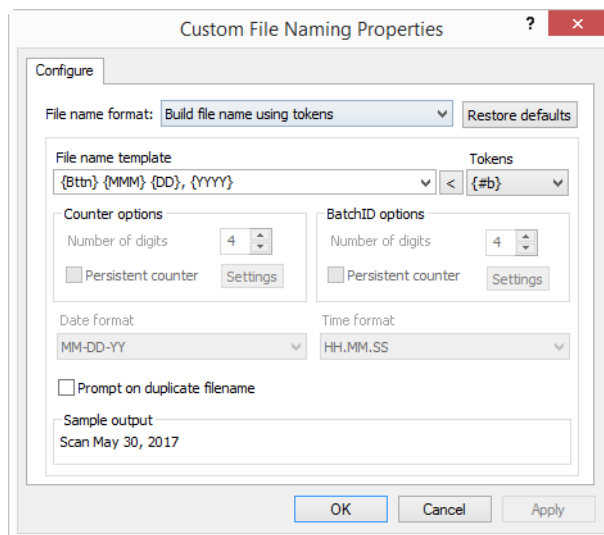 Custom File Naming Properties ? ×
Configure
File name format: Build file name using tokens Restore defaults
File name template Tokens
{Bttn} {MMM} {DD}, {YYYY} < {#b}
Counter options BatchID options
Number of digits 4 Number of digits 4
Persistent counter Settings Persistent counter Settings
Date format Time format
MM-DD-YY HH.MM.SS
Prompt on duplicate filename
Sample output
Scan May 30, 2017
OK Cancel Apply